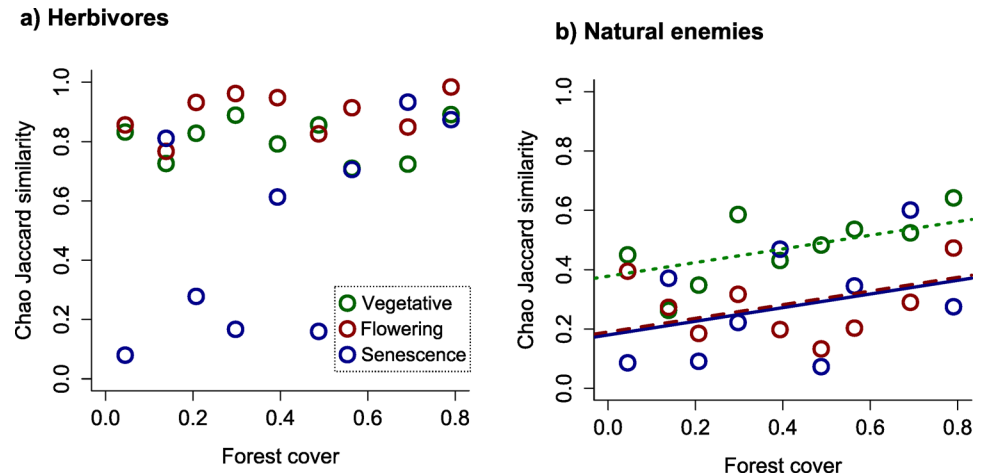 a) Herbivores
Chao Jaccard similarity
1.0
0.8
0.6
0.4
0.2
0.0
Vegetative
Flowering
Senescence
0.0 0.2 0.4 0.6 0.8
Forest cover
b) Natural enemies
Chao Jaccard similarity
1.0
0.8
0.6
0.4
0.2
0.0
0.0 0.2 0.4 0.6 0.8
Forest cover